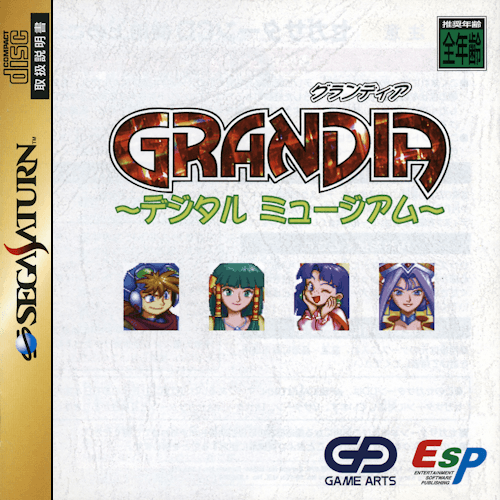 COMPACT
disc
取扱説明書
SEGA SATURN™
推奨年齢
全年齢
グランディア
GRANDIA
～デジタル ミュージアム～
GAME ARTS
ESP
ENTERTAINMENT
SOFTWARE
PUBLISHING